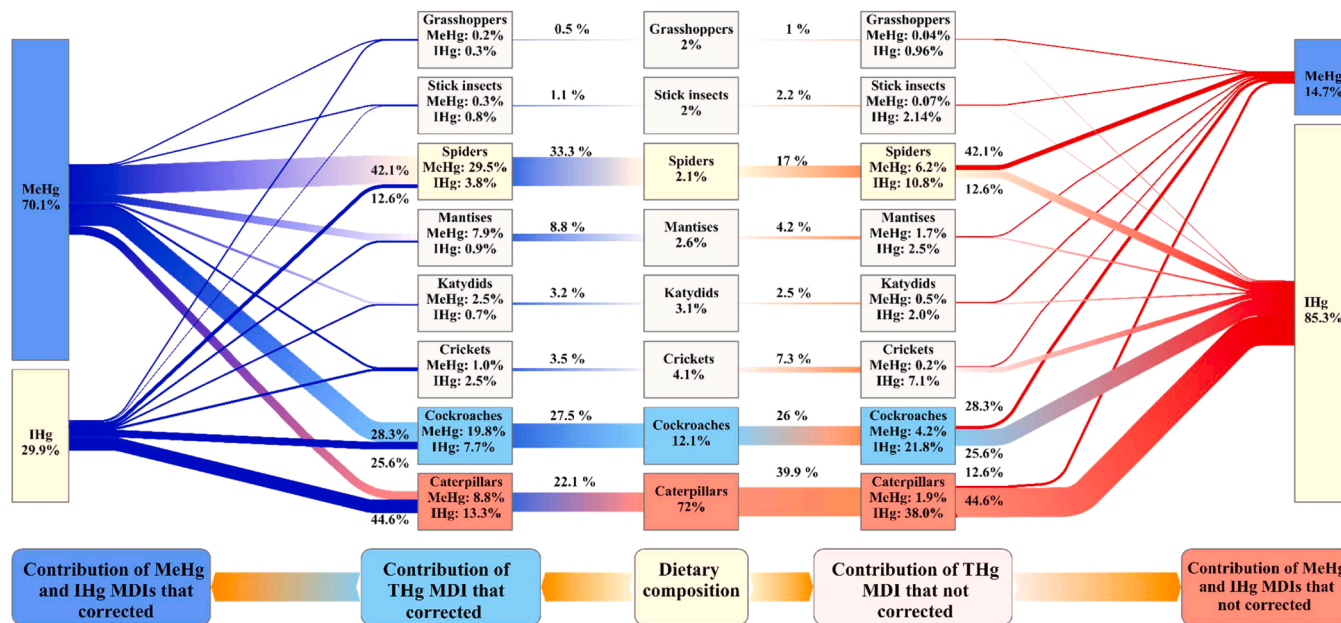 MeHg
70.1%
IHg
29.9%
42.1%
12.6%
28.3%
25.6%
44.6%
Grasshoppers
MeHg: 0.2%
IHg: 0.3%
Stick insects
MeHg: 0.3%
IHg: 0.8%
Spiders
MeHg: 29.5%
IHg: 3.8%
Mantises
MeHg: 7.9%
IHg: 0.9%
Katydids
MeHg: 2.5%
IHg: 0.7%
Crickets
MeHg: 1.0%
IHg: 2.5%
Cockroaches
MeHg: 19.8%
IHg: 7.7%
Caterpillars
MeHg: 8.8%
IHg: 13.3%
0.5 %
1.1 %
33.3 %
8.8 %
3.2 %
3.5 %
27.5 %
22.1 %
Grasshoppers
2%
Stick insects
2%
Spiders
2.1%
Mantises
2.6%
Katydids
3.1%
Crickets
4.1%
Cockroaches
12.1%
Caterpillars
72%
1 %
2.2 %
17 %
4.2 %
2.5 %
7.3 %
26 %
39.9 %
Grasshoppers
MeHg: 0.04%
IHg: 0.96%
Stick insects
MeHg: 0.07%
IHg: 2.14%
Spiders
MeHg: 6.2%
IHg: 10.8%
Mantises
MeHg: 1.7%
IHg: 2.5%
Katydids
MeHg: 0.5%
IHg: 2.0%
Crickets
MeHg: 0.2%
IHg: 7.1%
Cockroaches
MeHg: 4.2%
IHg: 21.8%
Caterpillars
MeHg: 1.9%
IHg: 38.0%
42.1%
12.6%
28.3%
25.6%
12.6%
44.6%
MeHg
14.7%
IHg
85.3%
Contribution of MeHg
and IHg MDIs that
corrected
Contribution of
THg MDI that
corrected
Dietary
composition
Contribution of THg
MDI that not
corrected
Contribution of MeHg
and IHg MDIs that
not corrected